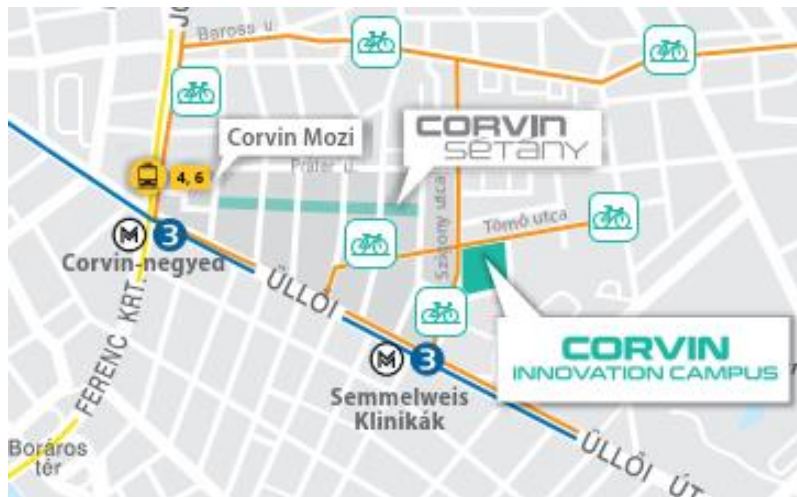 JÓ
Baross u.
Corvin Mozi
CORVIN
SÉTÁNY
4, 6
Práter u.
Szigony utca
Tömő utca
M 3
Corvin-negyed
ÜLLŐI
FERENC KRT.
CORVIN
INNOVATION CAMPUS
M 3
Semmelweis
Klinikák
Boráros
tér
ÜLLŐI ÚT